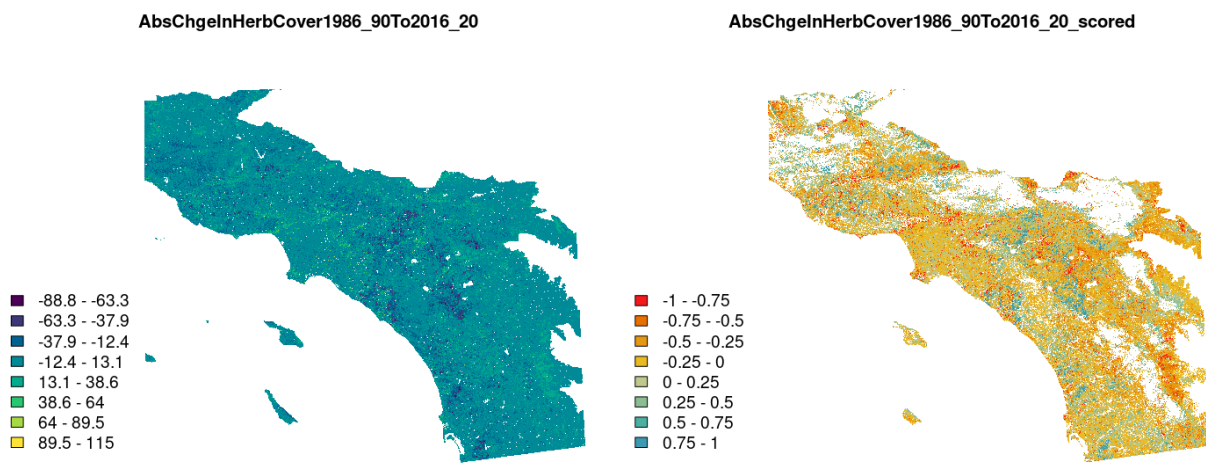 AbsChgeInHerbCover1986_90To2016_20
AbsChgeInHerbCover1986_90To2016_20_scored
-88.8 - -63.3
-63.3 - -37.9
-37.9 - -12.4
-12.4 - 13.1
13.1 - 38.6
38.6 - 64
64 - 89.5
89.5 - 115
-1 - -0.75
-0.75 - -0.5
-0.5 - -0.25
-0.25 - 0
0 - 0.25
0.25 - 0.5
0.5 - 0.75
0.75 - 1